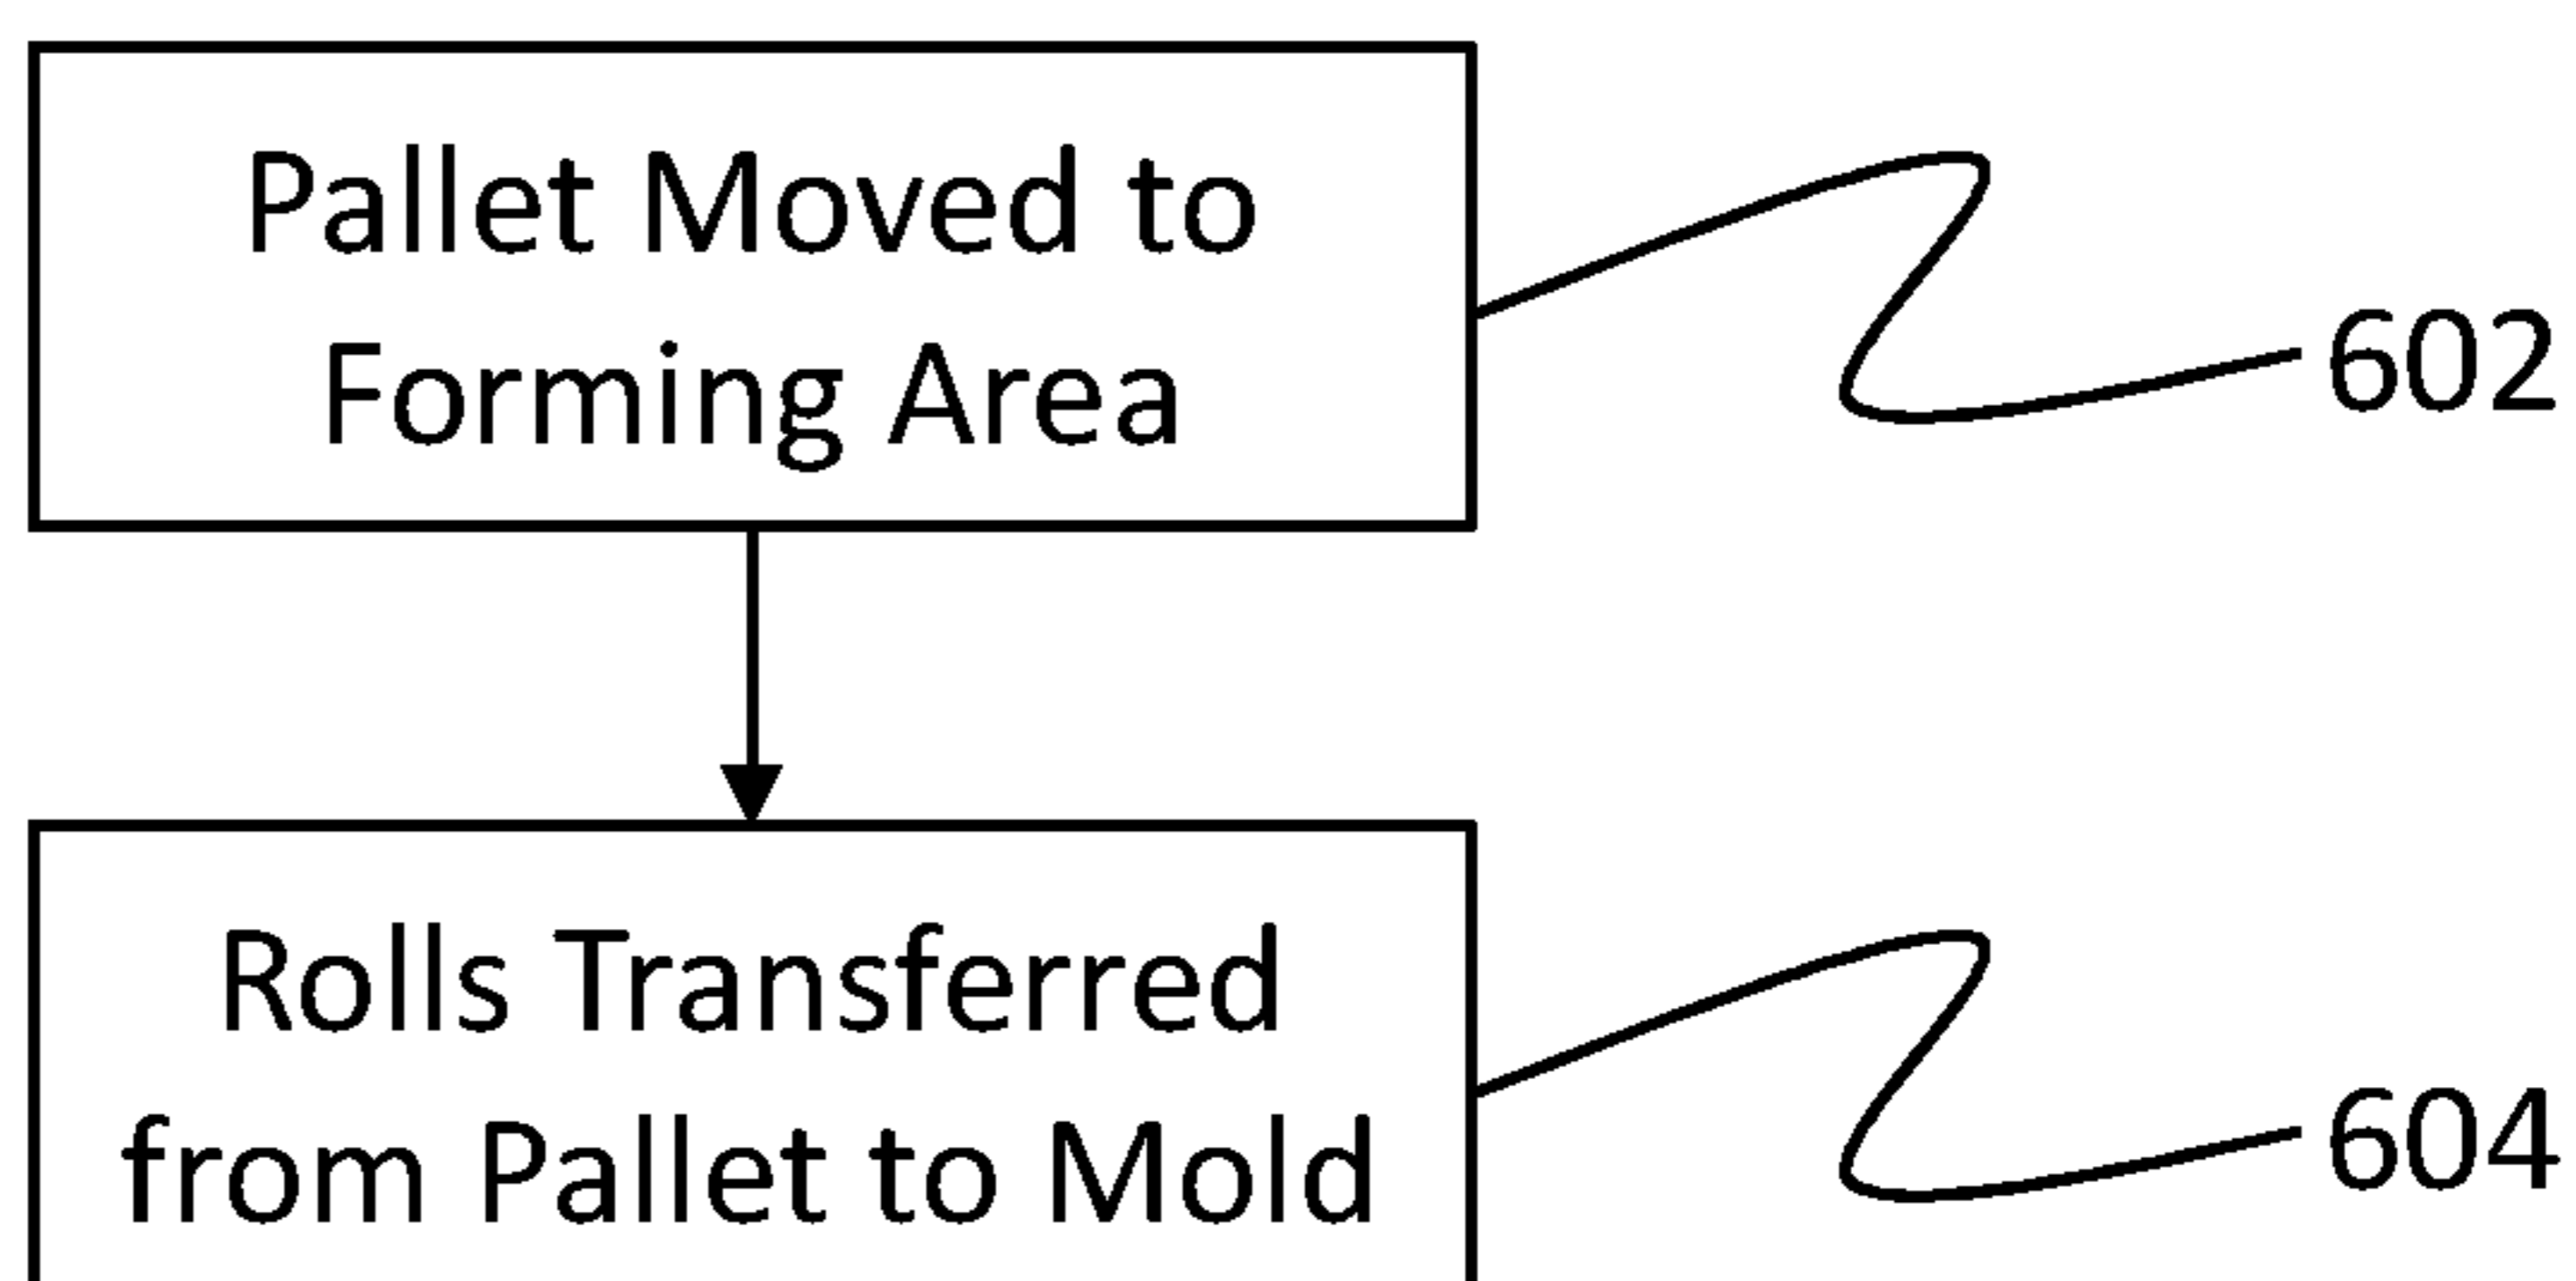 Pallet Moved to
Forming Area
602
Rolls Transferred
from Pallet to Mold
604